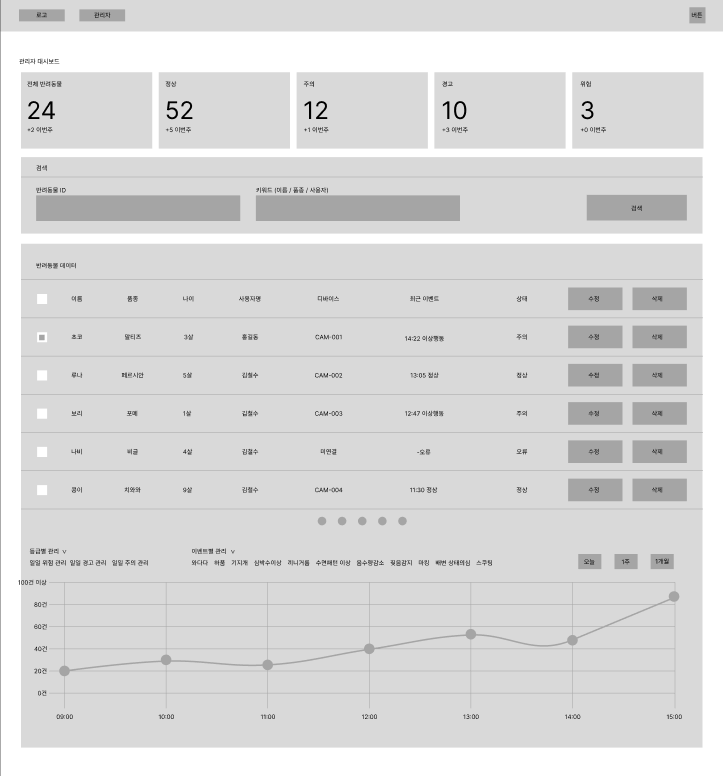 로고 관리자 버튼
관리자 대시보드
전체 반려동물 정상 주의 경고 위험
24 52 12 10 3
+2 이번주 +5 이번주 +1 이번주 +3 이번주 +0 이번주
검색
반려동물 ID 키워드 (이름 / 품종 / 사용자)
검색
반려동물 데이터
이름 품종 나이 사용자명 디바이스 최근 이벤트 상태 수정 삭제
초코 말티즈 3살 홍길동 CAM-001 14:22 이상행동 주의 수정 삭제
루나 페르시안 5살 김철수 CAM-002 13:05 정상 정상 수정 삭제
보리 포메 1살 김철수 CAM-003 12:47 이상행동 주의 수정 삭제
나비 비글 4살 김철수 미연결 -오류 오류 수정 삭제
콩이 치와와 9살 김철수 CAM-004 11:30 정상 정상 수정 삭제
등급별 관리 ∨ 이벤트별 관리 ∨
일일 위험 관리 일일 경고 관리 일일 주의 관리 와다다 하품 기지개 심박수이상 끼니거름 수면패턴 이상 음수량감소 짖음감지 마킹 배변 상태의심 스쿠팅 오늘 1주 1개월
100건 이상
80건
60건
40건
20건
0건
09:00 10:00 11:00 12:00 13:00 14:00 15:00